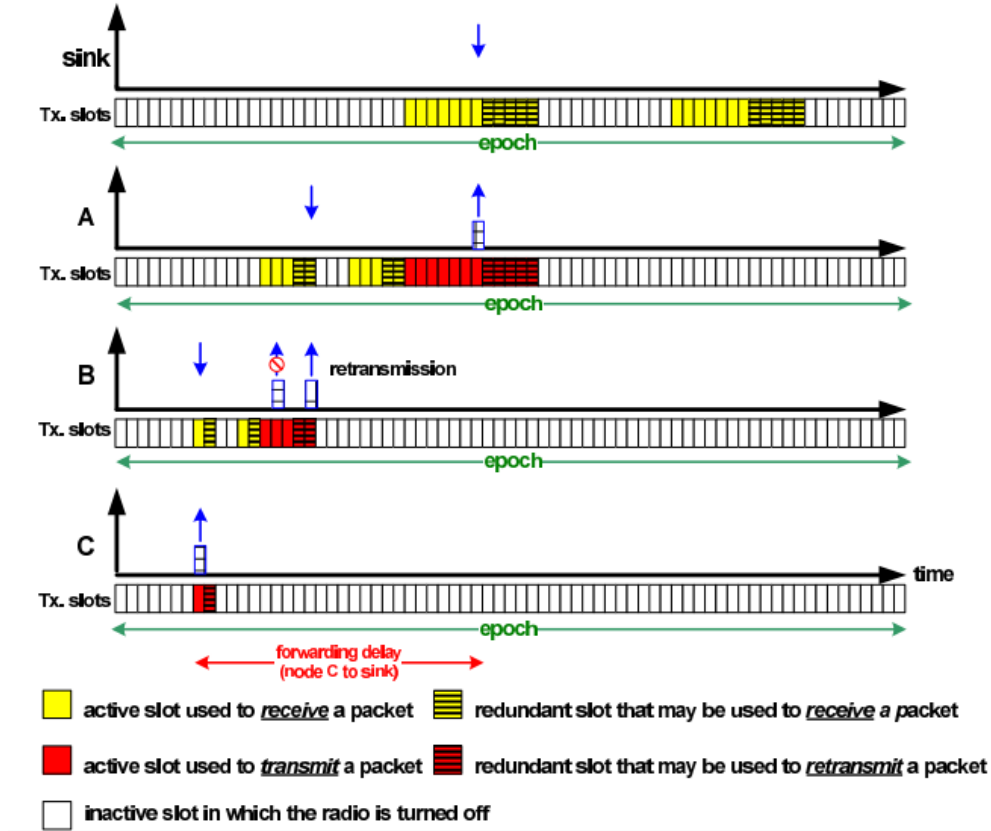 sink
Tx. slots
epoch
A
Tx. slots
epoch
B
retransmission
Tx. slots
epoch
C
time
Tx. slots
epoch
forwarding delay
(node C to sink)
active slot used to receive a packet
redundant slot that may be used to receive a packet
active slot used to transmit a packet
redundant slot that may be used to retransmit a packet
inactive slot in which the radio is turned off